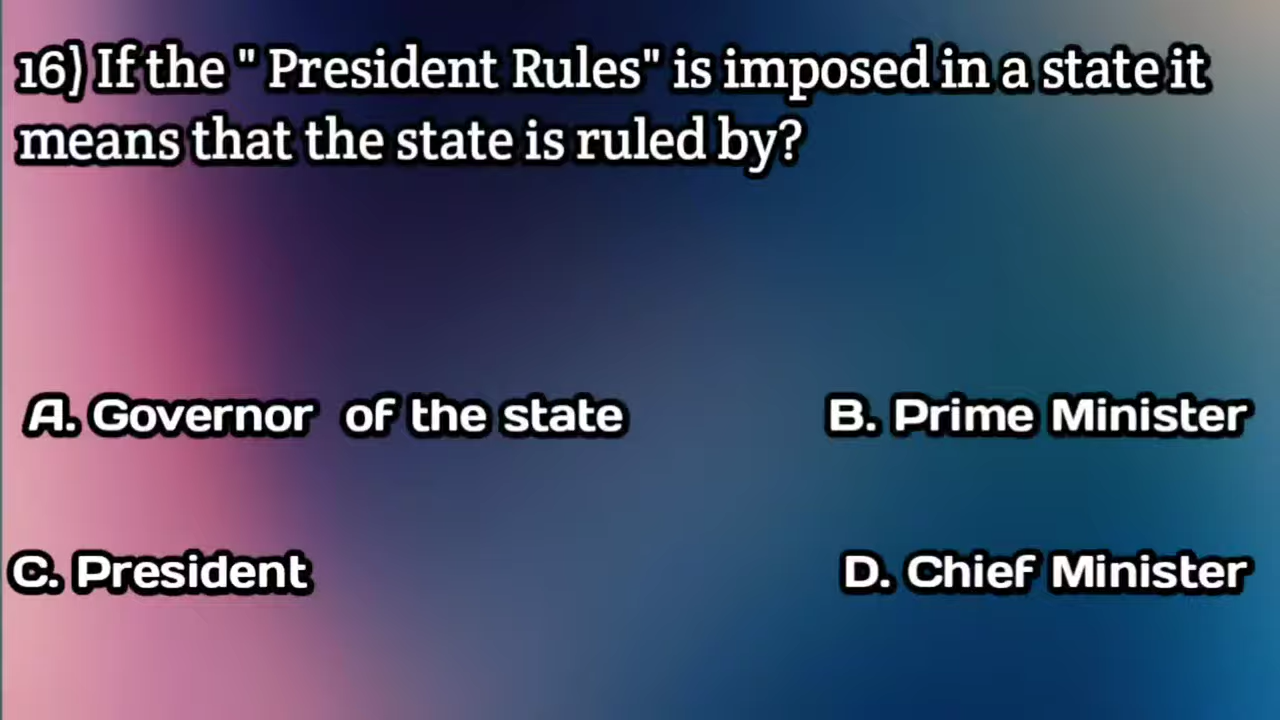 16) If the " President Rules" is imposed in a state it
means that the state is ruled by?
A. Governor of the state
B. Prime Minister
C. President
D. Chief Minister